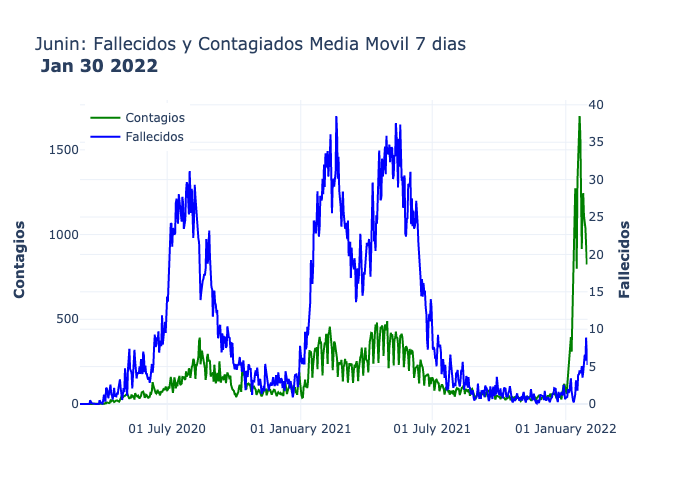 Junin: Fallecidos y Contagiados Media Movil 7 dias
Jan 30 2022
Contagios
Fallecidos
1500
1000
500
0
Contagios
40
35
30
25
20
15
10
5
0
Fallecidos
01 July 2020
01 January 2021
01 July 2021
01 January 2022